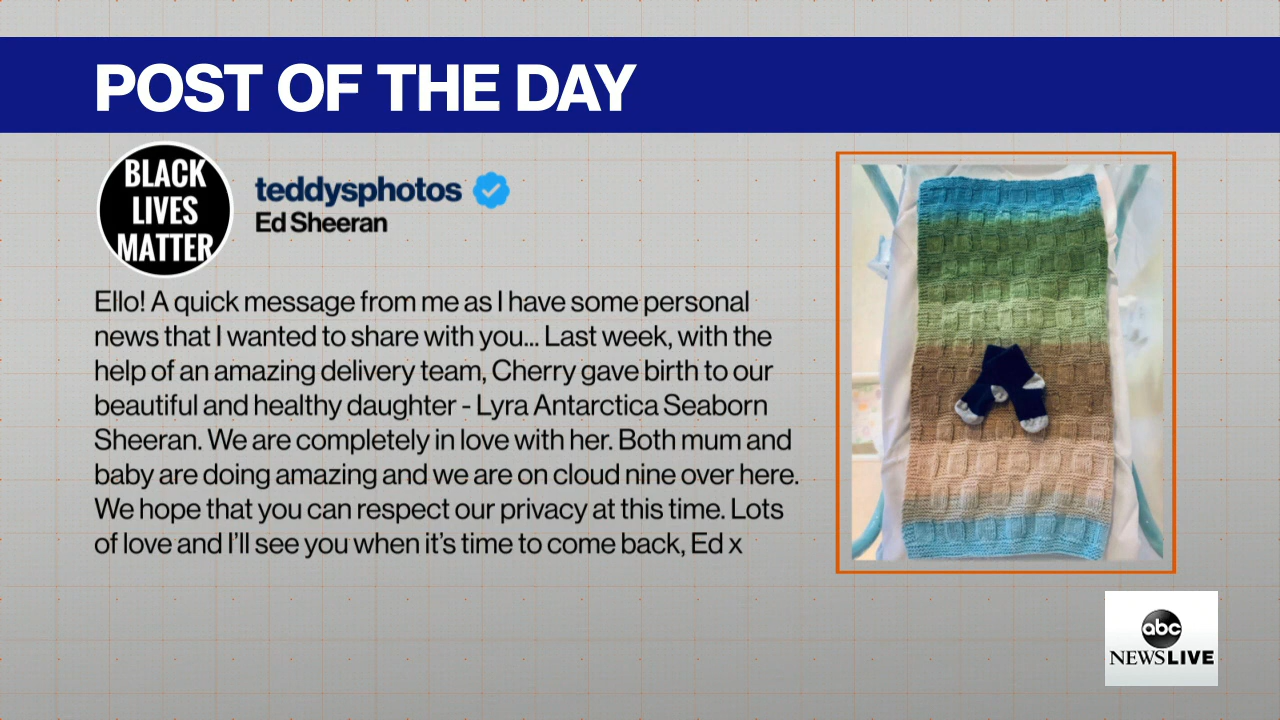 POST OF THE DAY
BLACK
LIVES
MATTER
teddysphotos
Ed Sheeran
Ello! A quick message from me as I have some personal
news that I wanted to share with you... Last week, with the
help of an amazing delivery team, Cherry gave birth to our
beautiful and healthy daughter - Lyra Antarctica Seaborn
Sheeran. We are completely in love with her. Both mum and
baby are doing amazing and we are on cloud nine over here.
We hope that you can respect our privacy at this time. Lots
of love and I'll see you when it's time to come back, Ed x
abc
NEWSLIVE